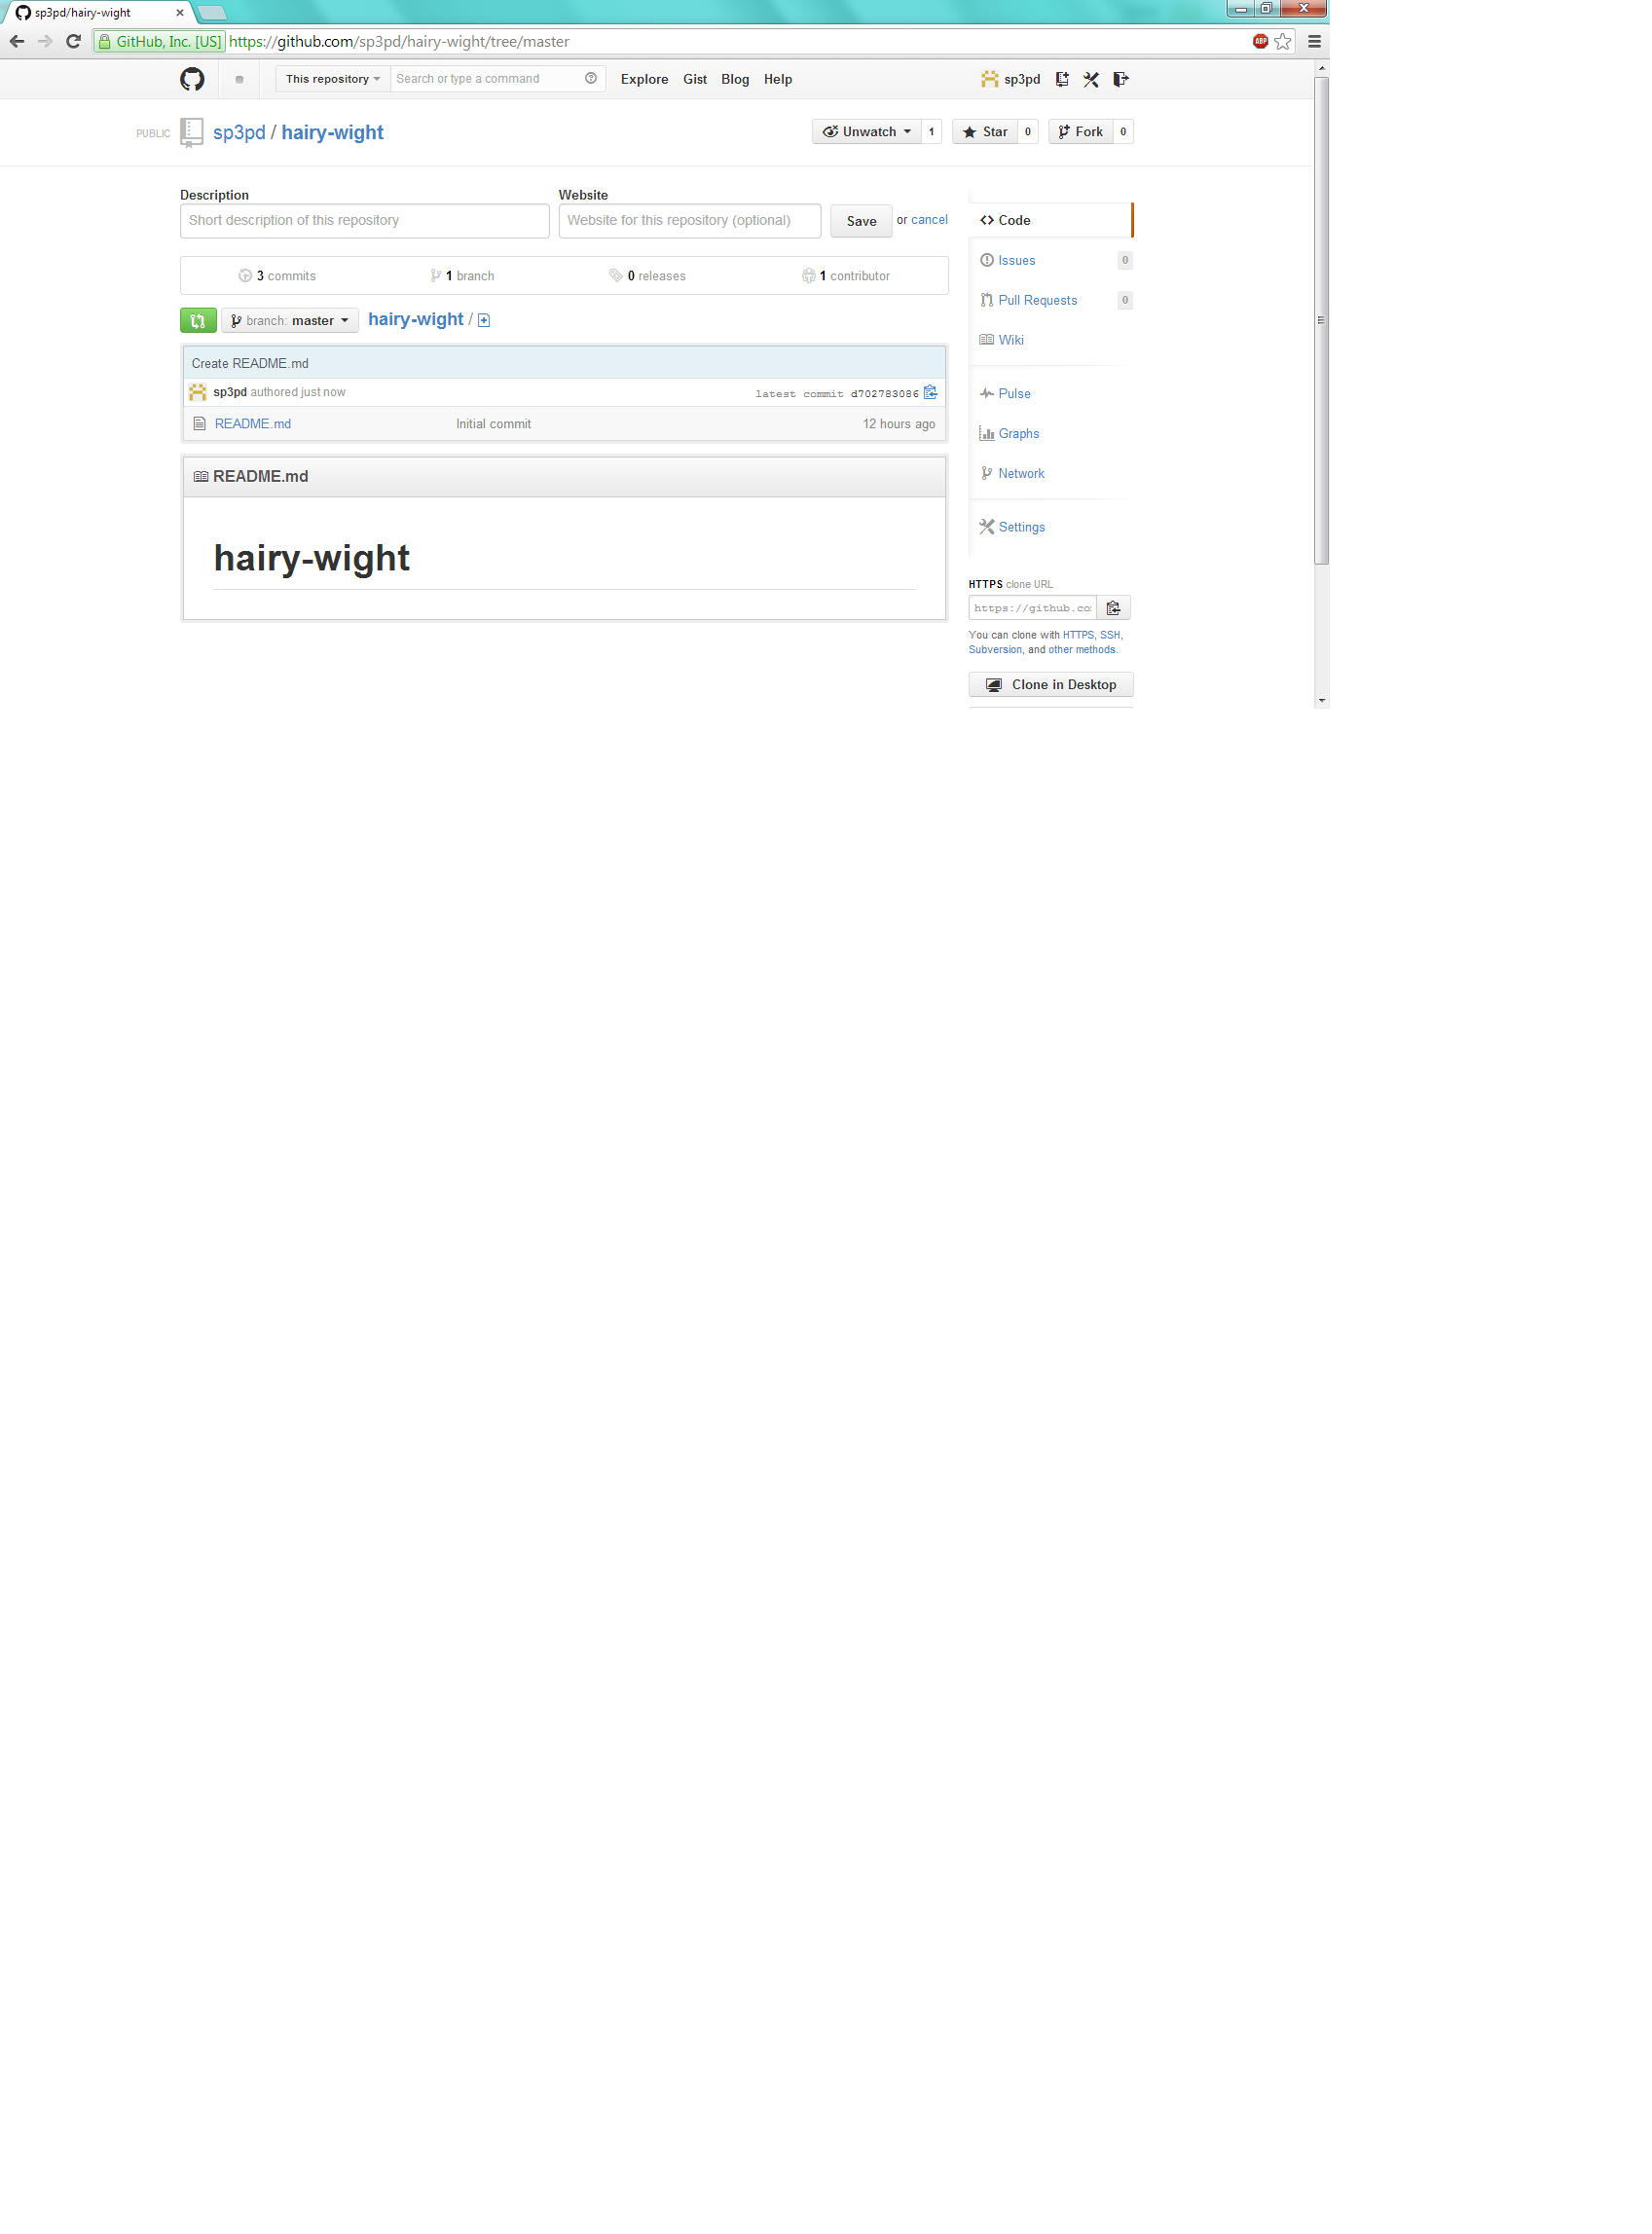 sp3pd/hairy-wight
GitHub, Inc. [US] https://github.com/sp3pd/hairy-wight/tree/master
ABP
This repository Search or type a command Explore Gist Blog Help sp3pd
PUBLIC sp3pd / hairy-wight Unwatch 1 Star 0 Fork 0
Description Website
Short description of this repository Website for this repository (optional) Save or cancel
3 commits 1 branch 0 releases 1 contributor
branch: master hairy-wight /
Create README.md
sp3pd authored just now latest commit d702783086
README.md Initial commit 12 hours ago
README.md
hairy-wight
Code
Issues 0
Pull Requests 0
Wiki
Pulse
Graphs
Network
Settings
HTTPS clone URL
https://github.co
You can clone with HTTPS, SSH,
Subversion, and other methods.
Clone in Desktop